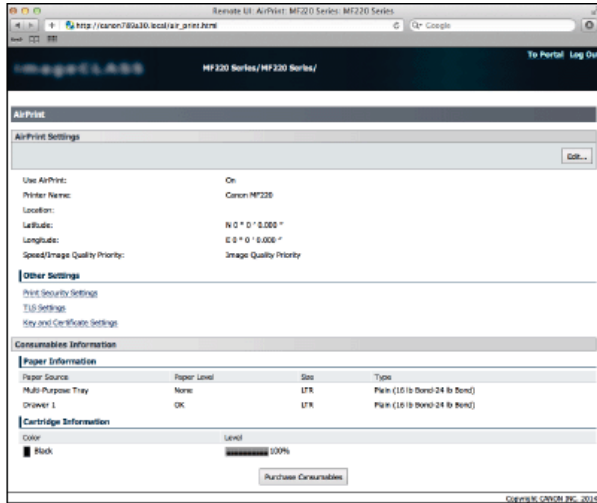 Remote UI: AirPrint: MF220 Series: MF220 Series
http://canon789a30.local/air_print.html
Google
To Portal Log Ou
imageCLASS
MF220 Series/MF220 Series/
AirPrint
AirPrint Settings
Edit...
Use AirPrint: On
Printer Name: Canon MF220
Location:
Latitude: N 0 ° 0 ' 0.000 "
Longitude: E 0 ° 0 ' 0.000 "
Speed/Image Quality Priority: Image Quality Priority
Other Settings
Print Security Settings
TLS Settings
Key and Certificate Settings
Consumables Information
Paper Information
Paper Source Paper Level Size Type
Multi-Purpose Tray None LTR Plain (16 lb Bond-24 lb Bond)
Drawer 1 OK LTR Plain (16 lb Bond-24 lb Bond)
Cartridge Information
Color Level
Black 100%
Purchase Consumables
Copyright CANON INC. 2014